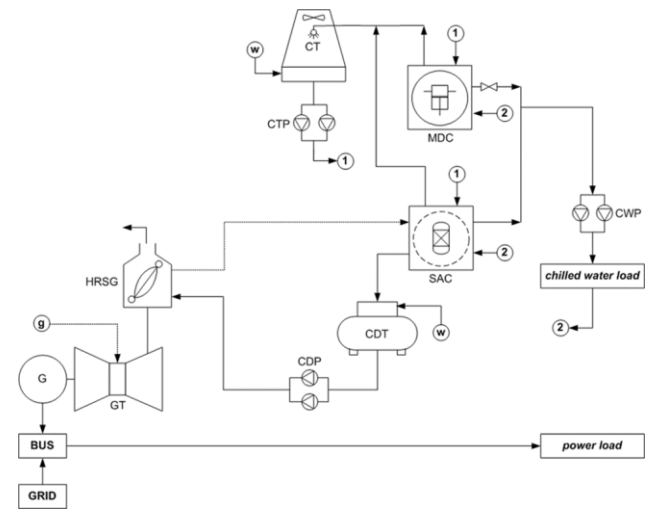 CT
w
1
MDC
2
CTP
1
1
CWP
SAC
2
chilled water load
HRSG
2
g
CDT
w
CDP
G
GT
BUS
power load
GRID